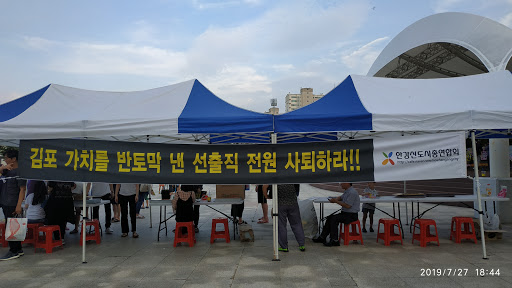 김포 가치를 반토막 낸 선출직 전원 사퇴하라!!
한강신도시총연합회
2019/7/27 18:44